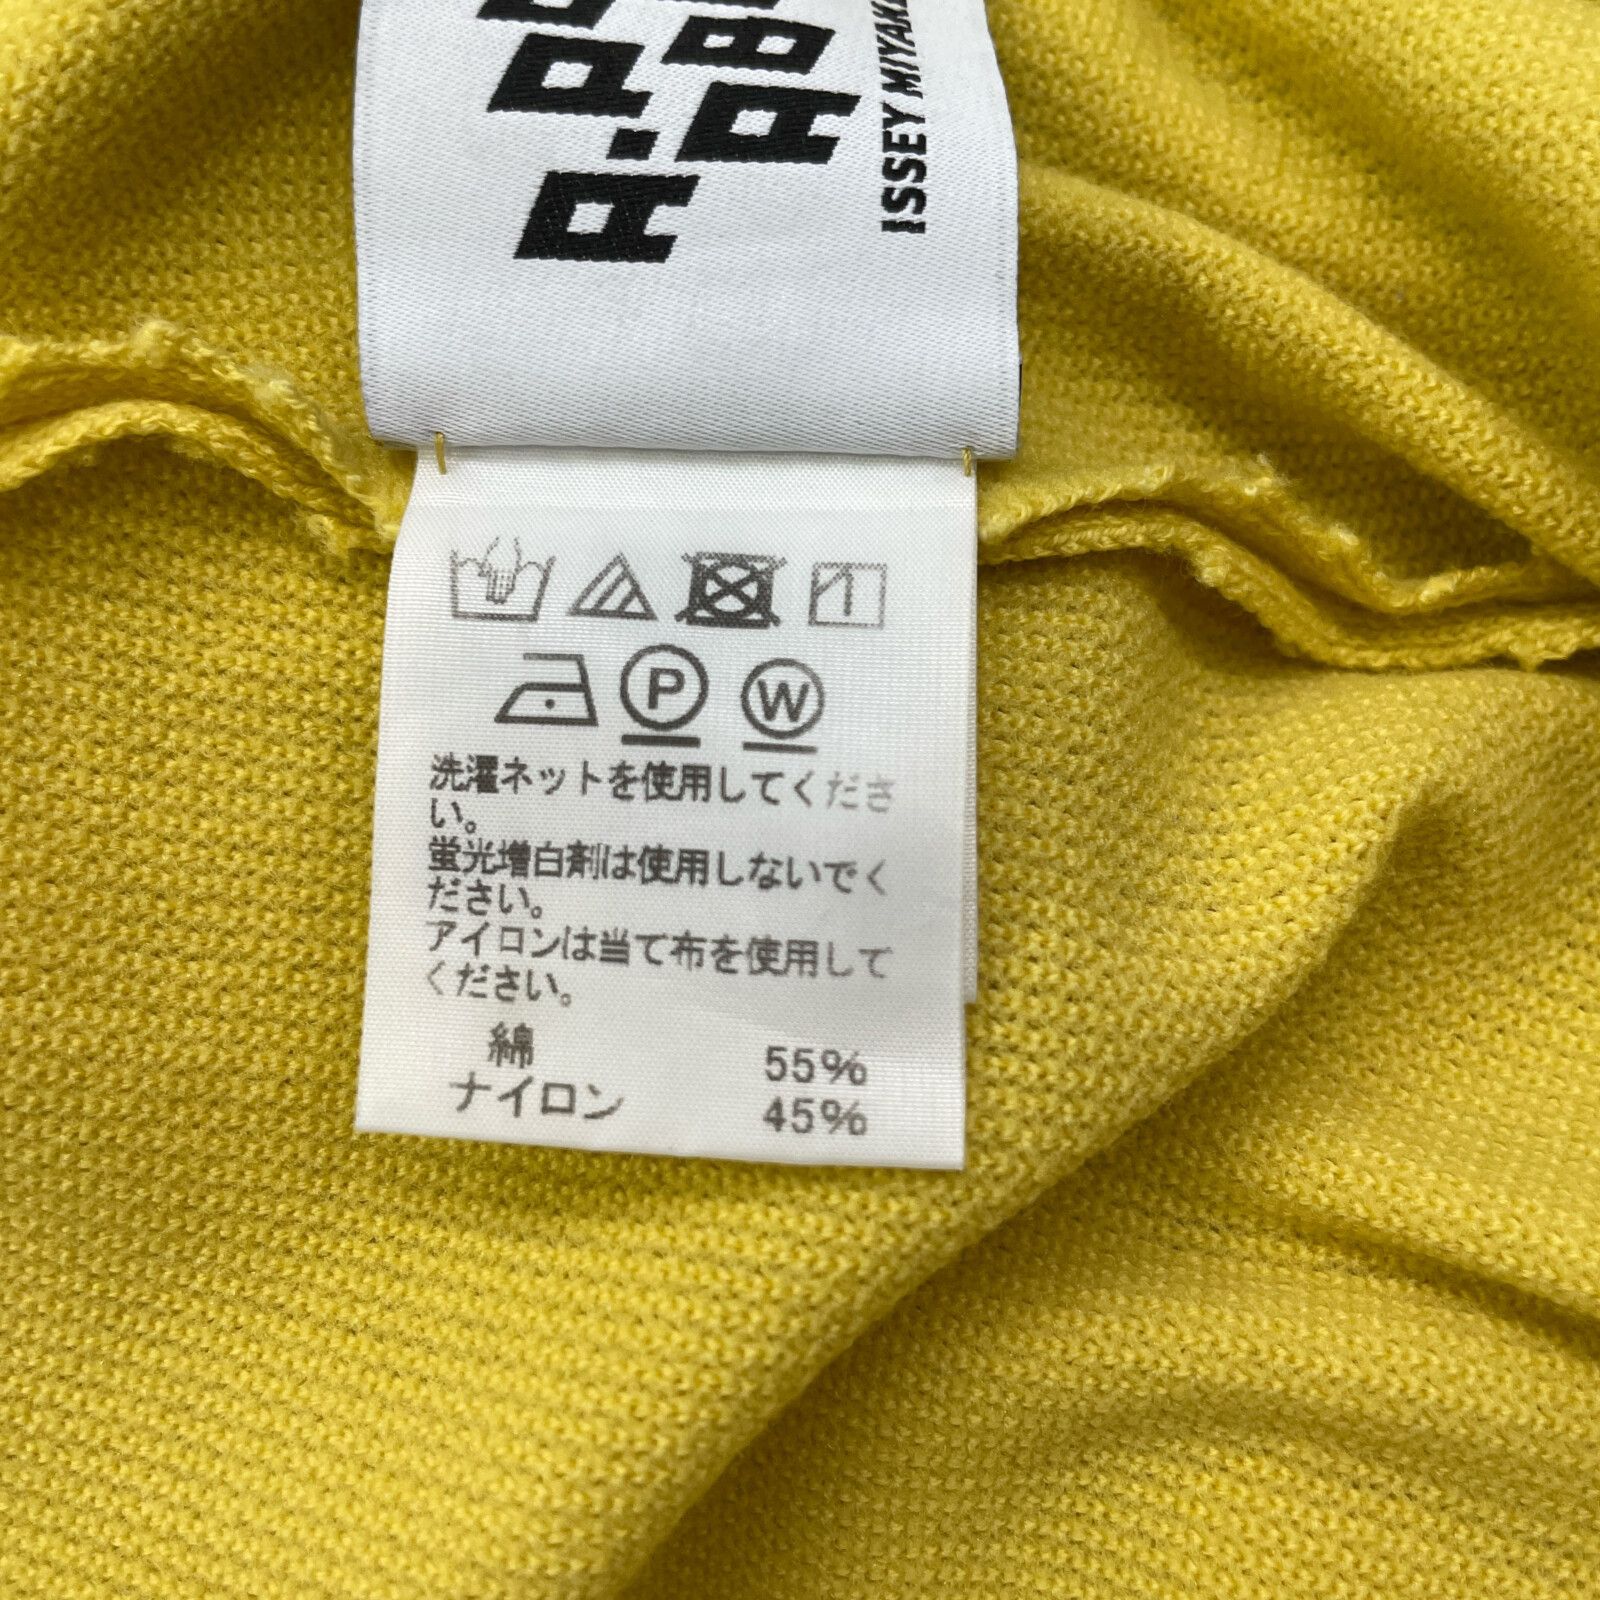 A-PO
AB
ISSEY MIYAKE
P
W
洗濯ネットを使用してくださ
い。
蛍光増白剤は使用しないでく
ださい。
アイロンは当て布を使用して
ください。
綿 55%
ナイロン 45%